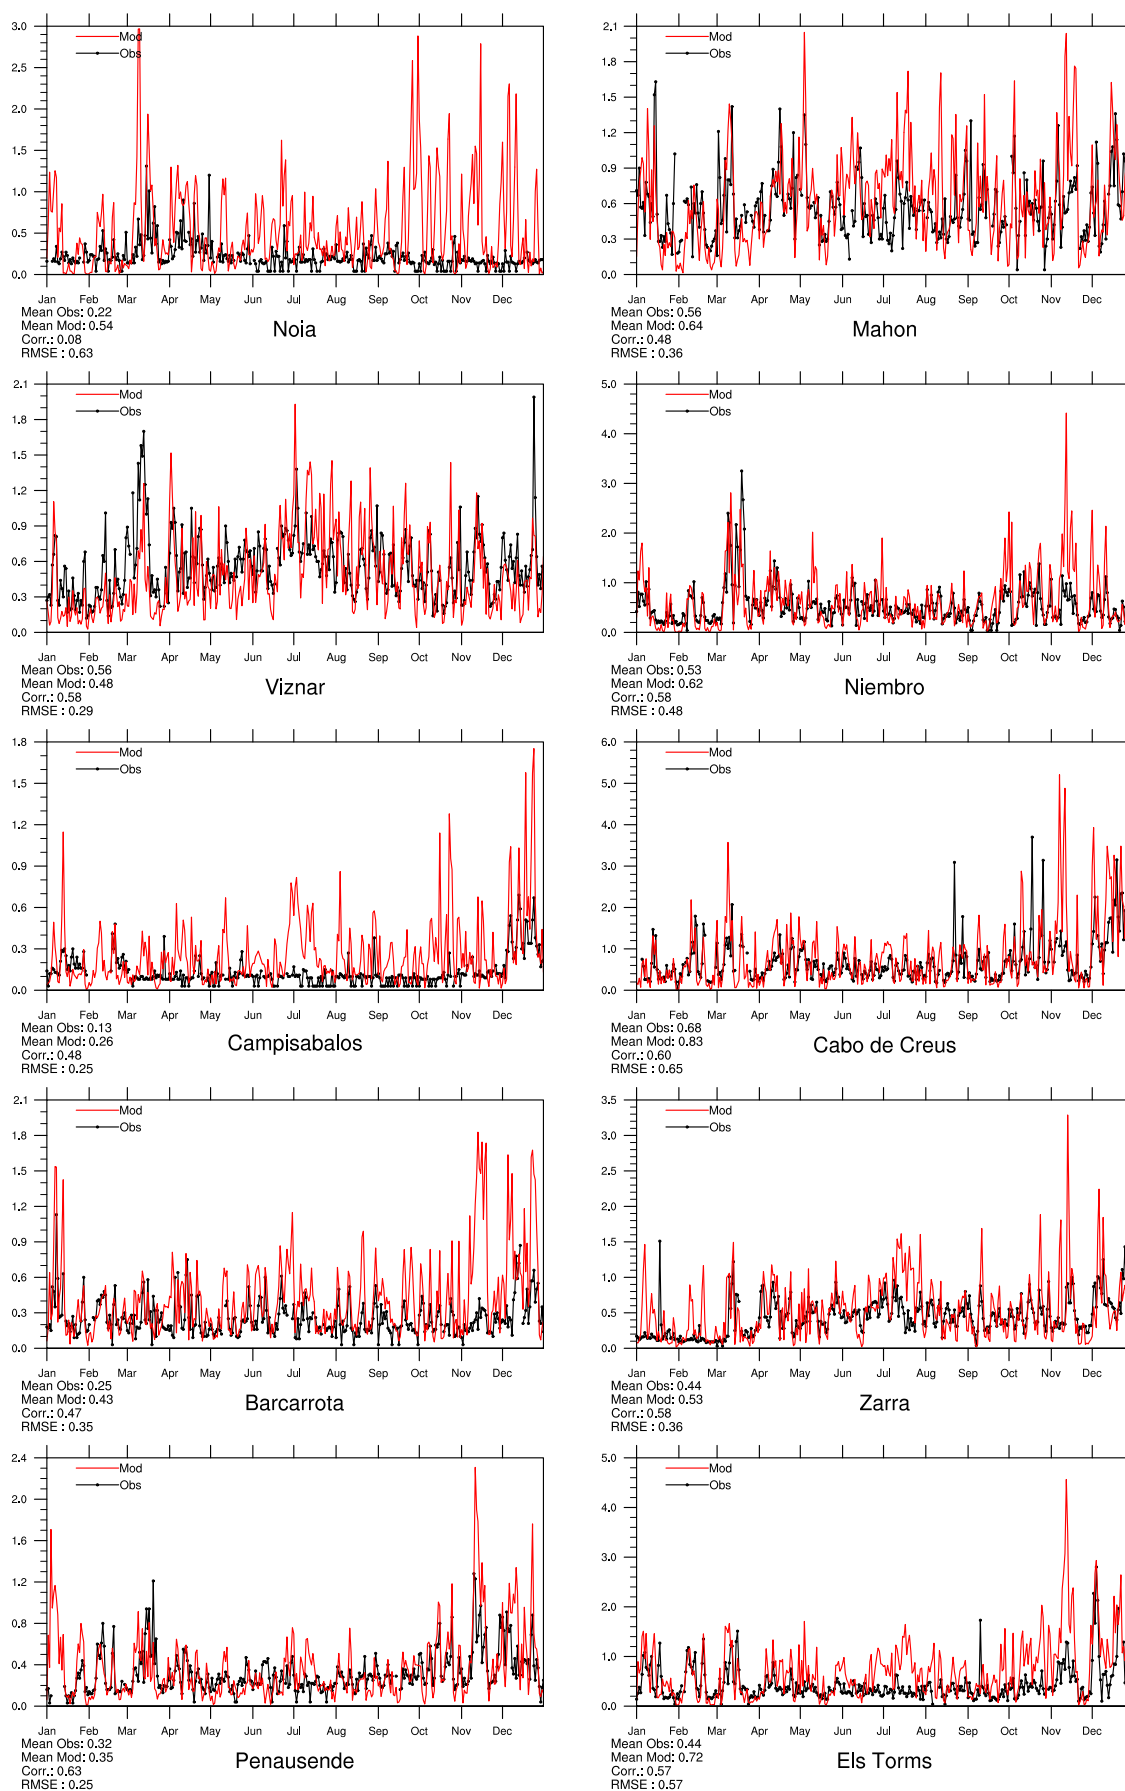 3.0
2.5
2.0
1.5
1.0
0.5
0.0
Mod
Obs
Jan Feb Mar Apr May Jun Jul Aug Sep Oct Nov Dec
Mean Obs: 0.22
Mean Mod: 0.54
Corr.: 0.08
RMSE : 0.63
Noia
2.1
1.8
1.5
1.2
0.9
0.6
0.3
0.0
Mod
Obs
Jan Feb Mar Apr May Jun Jul Aug Sep Oct Nov Dec
Mean Obs: 0.56
Mean Mod: 0.64
Corr.: 0.48
RMSE : 0.36
Mahon
2.1
1.8
1.5
1.2
0.9
0.6
0.3
0.0
Mod
Obs
Jan Feb Mar Apr May Jun Jul Aug Sep Oct Nov Dec
Mean Obs: 0.56
Mean Mod: 0.48
Corr.: 0.58
RMSE : 0.29
Viznar
5.0
4.0
3.0
2.0
1.0
0.0
Mod
Obs
Jan Feb Mar Apr May Jun Jul Aug Sep Oct Nov Dec
Mean Obs: 0.53
Mean Mod: 0.62
Corr.: 0.58
RMSE : 0.48
Niembro
1.8
1.5
1.2
0.9
0.6
0.3
0.0
Mod
Obs
Jan Feb Mar Apr May Jun Jul Aug Sep Oct Nov Dec
Mean Obs: 0.13
Mean Mod: 0.26
Corr.: 0.48
RMSE : 0.25
Campisabalos
6.0
5.0
4.0
3.0
2.0
1.0
0.0
Mod
Obs
Jan Feb Mar Apr May Jun Jul Aug Sep Oct Nov Dec
Mean Obs: 0.68
Mean Mod: 0.83
Corr.: 0.60
RMSE : 0.65
Cabo de Creus
2.1
1.8
1.5
1.2
0.9
0.6
0.3
0.0
Mod
Obs
Jan Feb Mar Apr May Jun Jul Aug Sep Oct Nov Dec
Mean Obs: 0.25
Mean Mod: 0.43
Corr.: 0.47
RMSE : 0.35
Barcarrota
3.5
3.0
2.5
2.0
1.5
1.0
0.5
0.0
Mod
Obs
Jan Feb Mar Apr May Jun Jul Aug Sep Oct Nov Dec
Mean Obs: 0.44
Mean Mod: 0.53
Corr.: 0.58
RMSE : 0.36
Zarra
2.4
2.0
1.6
1.2
0.8
0.4
0.0
Mod
Obs
Jan Feb Mar Apr May Jun Jul Aug Sep Oct Nov Dec
Mean Obs: 0.32
Mean Mod: 0.35
Corr.: 0.63
RMSE : 0.25
Penausende
5.0
4.0
3.0
2.0
1.0
0.0
Mod
Obs
Jan Feb Mar Apr May Jun Jul Aug Sep Oct Nov Dec
Mean Obs: 0.44
Mean Mod: 0.72
Corr.: 0.57
RMSE : 0.57
Els Torms